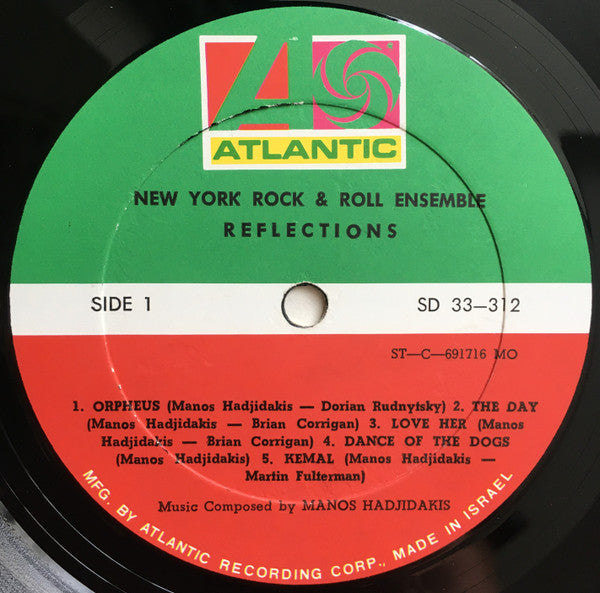 ATLANTIC
NEW YORK ROCK & ROLL ENSEMBLE
REFLECTIONS
SIDE 1
SD 33—312
ST—C—691716 MO
1. ORPHEUS (Manos Hadjidakis — Dorian Rudnytsky) 2. THE DAY
(Manos Hadjidakis — Brian Corrigan) 3. LOVE HER (Manos
Hadjidakis — Brian Corrigan) 4. DANCE OF THE DOGS
(Manos Hadjidakis) 5. KEMAL (Manos Hadjidakis —
Martin Fulterman)
Music Composed by MANOS HADJIDAKIS
MFG. BY ATLANTIC RECORDING CORP., MADE IN ISRAEL